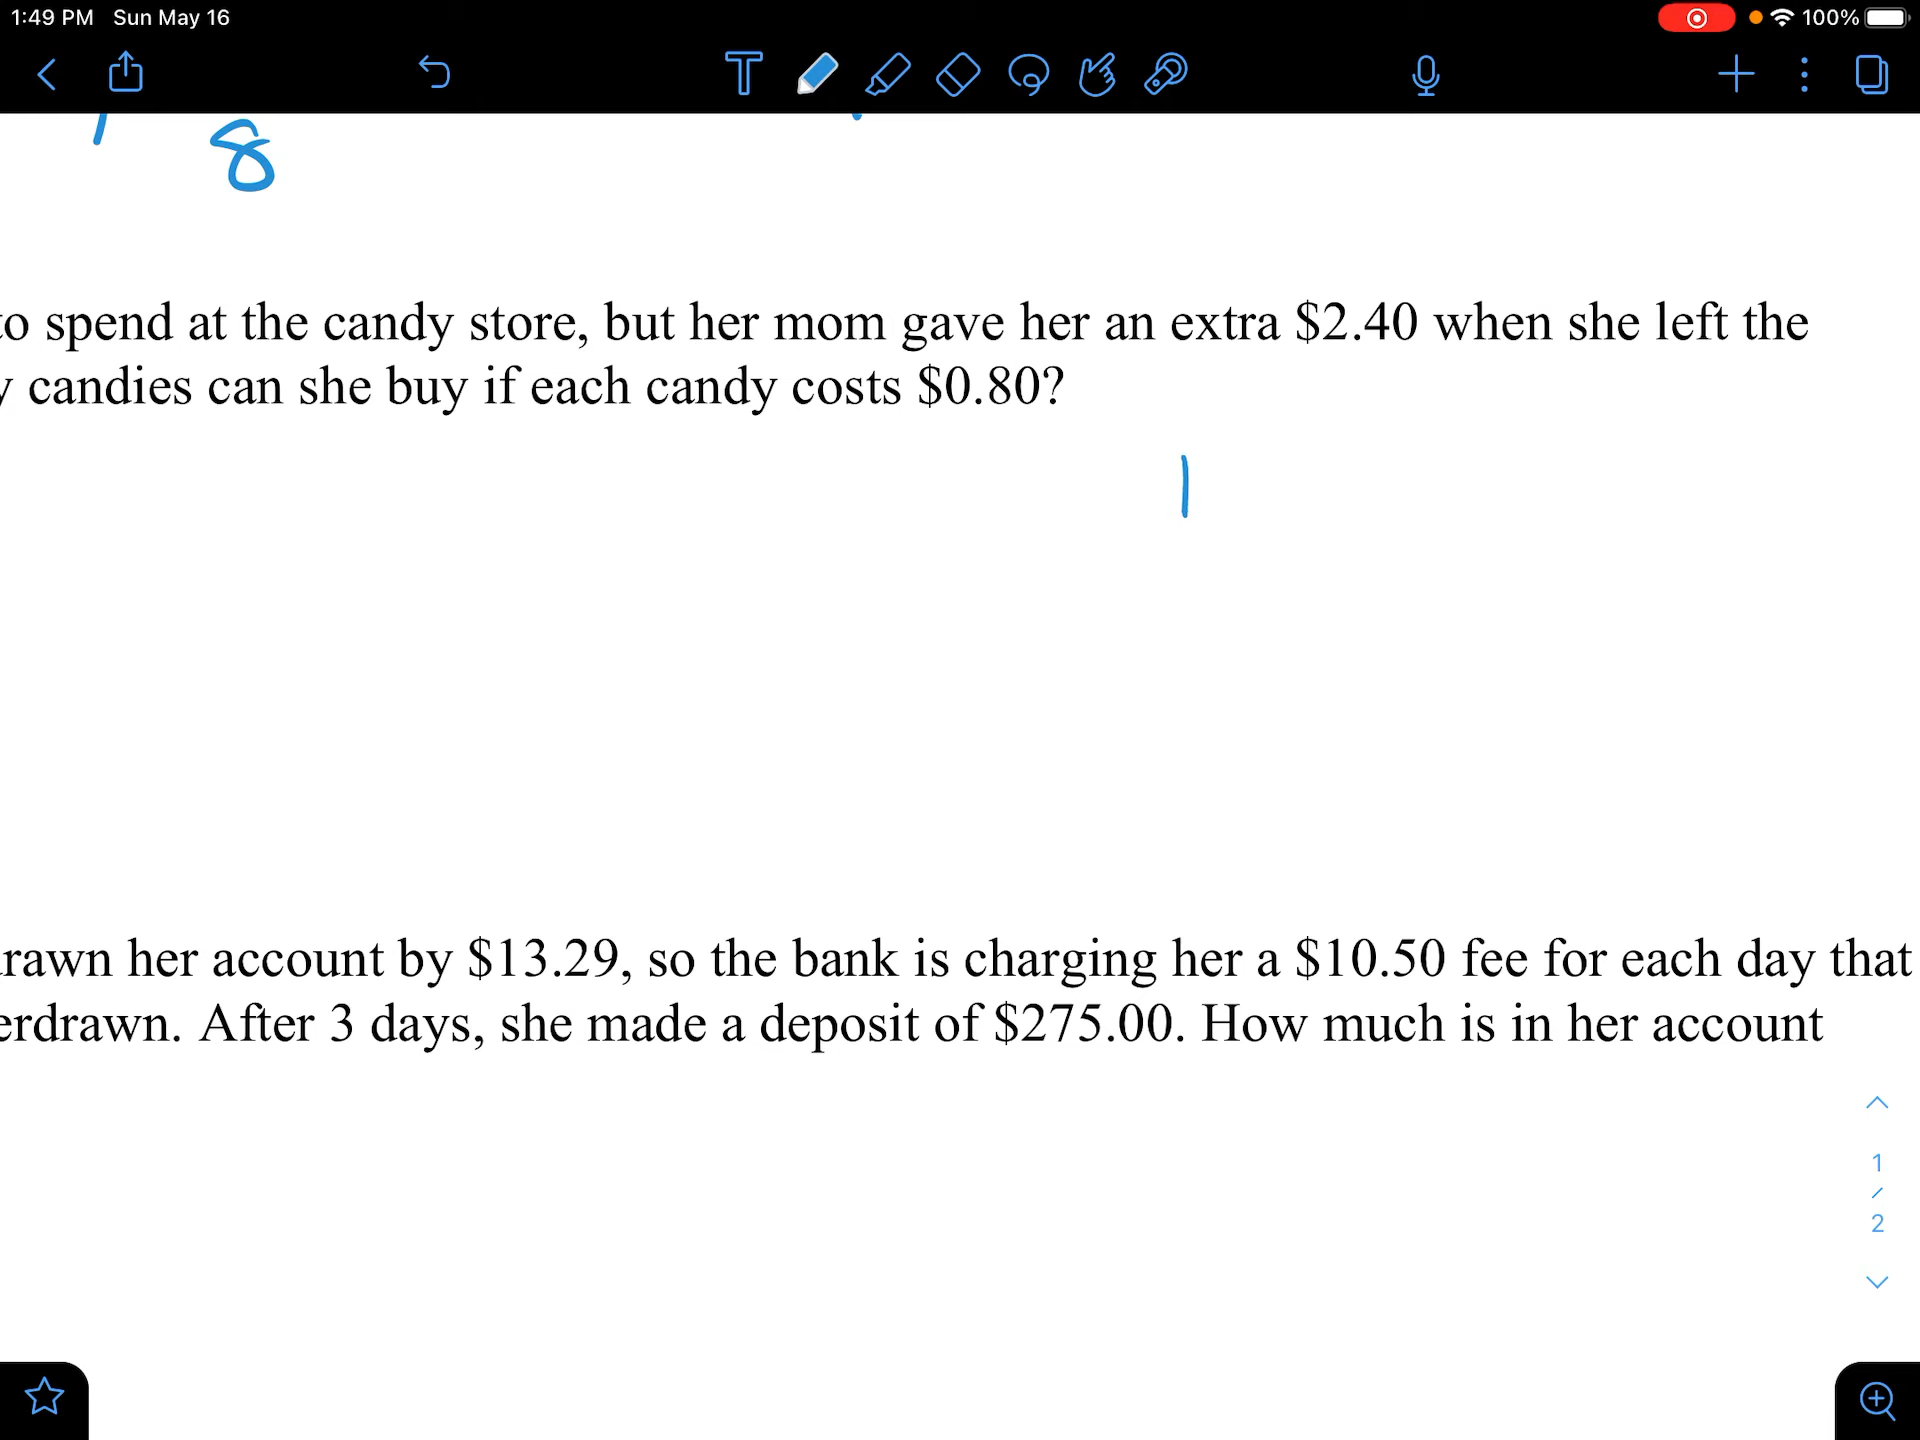 1:49 PM Sun May 16 100%
8
to spend at the candy store, but her mom gave her an extra $2.40 when she left the
candies can she buy if each candy costs $0.80?
1
her account by $13.29, so the bank is charging her a $10.50 fee for each day that
After 3 days, she made a deposit of $275.00. How much is in her account
1
/
2